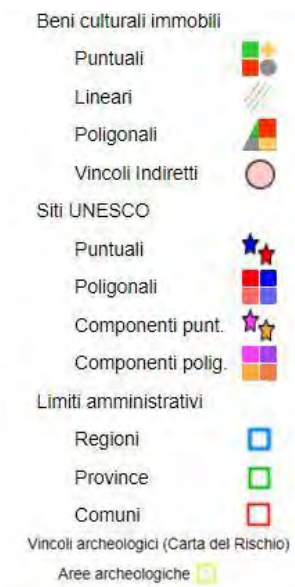 Beni culturali immobili
Puntuali
Lineari
Poligonali
Vincoli Indiretti
Siti UNESCO
Puntuali
Poligonali
Componenti punt.
Componenti polig.
Limiti amministrativi
Regioni
Province
Comuni
Vincoli archeologici (Carta del Rischio)
Aree archeologiche